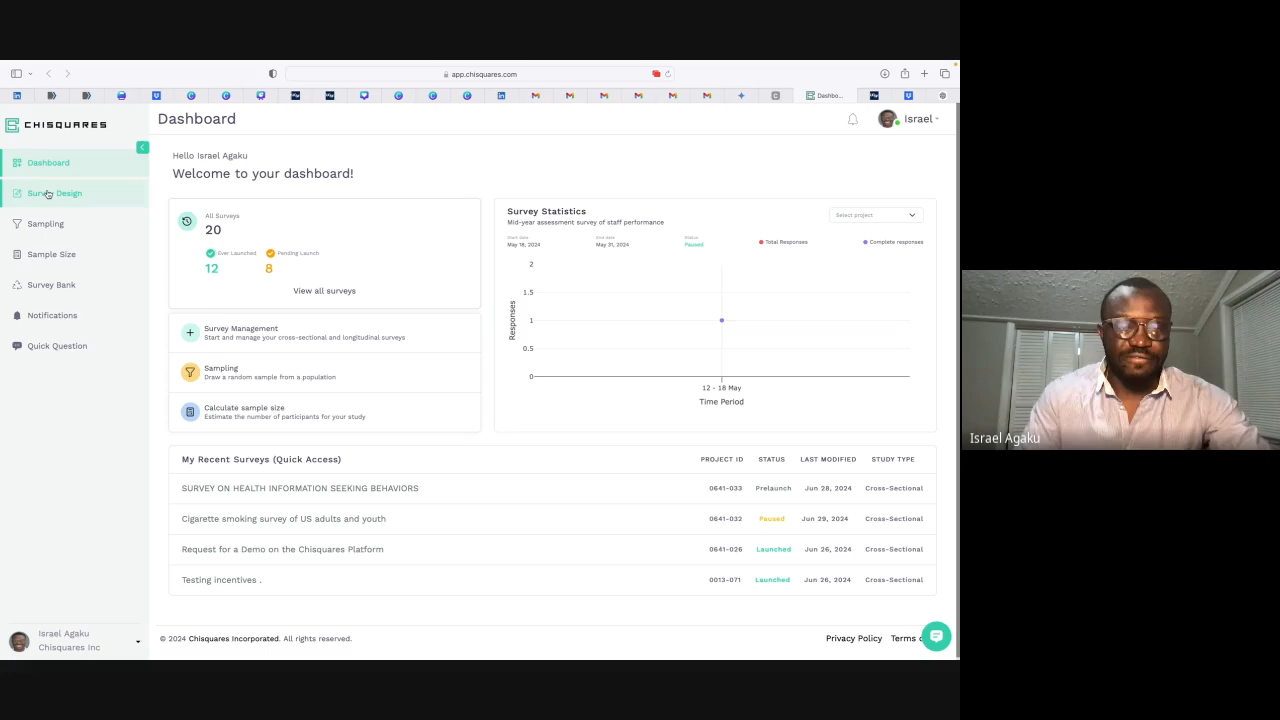 app.chisquares.com
Dashbo...
CHISQUARES
Dashboard
Israel
Dashboard
Survey Design
Sampling
Sample Size
Survey Bank
Notifications
Quick Question
Hello Israel Agaku
Welcome to your dashboard!
All Surveys
20
Ever Launched
12
Pending Launch
8
View all surveys
Survey Management
Start and manage your cross-sectional and longitudinal surveys
Sampling
Draw a random sample from a population
Calculate sample size
Estimate the number of participants for your study
Survey Statistics
Mid-year assessment survey of staff performance
Select project
Start date
May 18, 2024
End date
May 31, 2024
Status
Paused
Total Responses
Complete responses
2
1.5
1
0.5
0
Responses
12 - 18 May
Time Period
My Recent Surveys (Quick Access) PROJECT ID STATUS LAST MODIFIED STUDY TYPE
SURVEY ON HEALTH INFORMATION SEEKING BEHAVIORS 0641-033 Prelaunch Jun 28, 2024 Cross-Sectional
Cigarette smoking survey of US adults and youth 0641-032 Paused Jun 29, 2024 Cross-Sectional
Request for a Demo on the Chisquares Platform 0641-026 Launched Jun 26, 2024 Cross-Sectional
Testing incentives . 0013-071 Launched Jun 26, 2024 Cross-Sectional
© 2024 Chisquares Incorporated. All rights reserved.
Privacy Policy Terms
Israel Agaku
Chisquares Inc
Israel Agaku